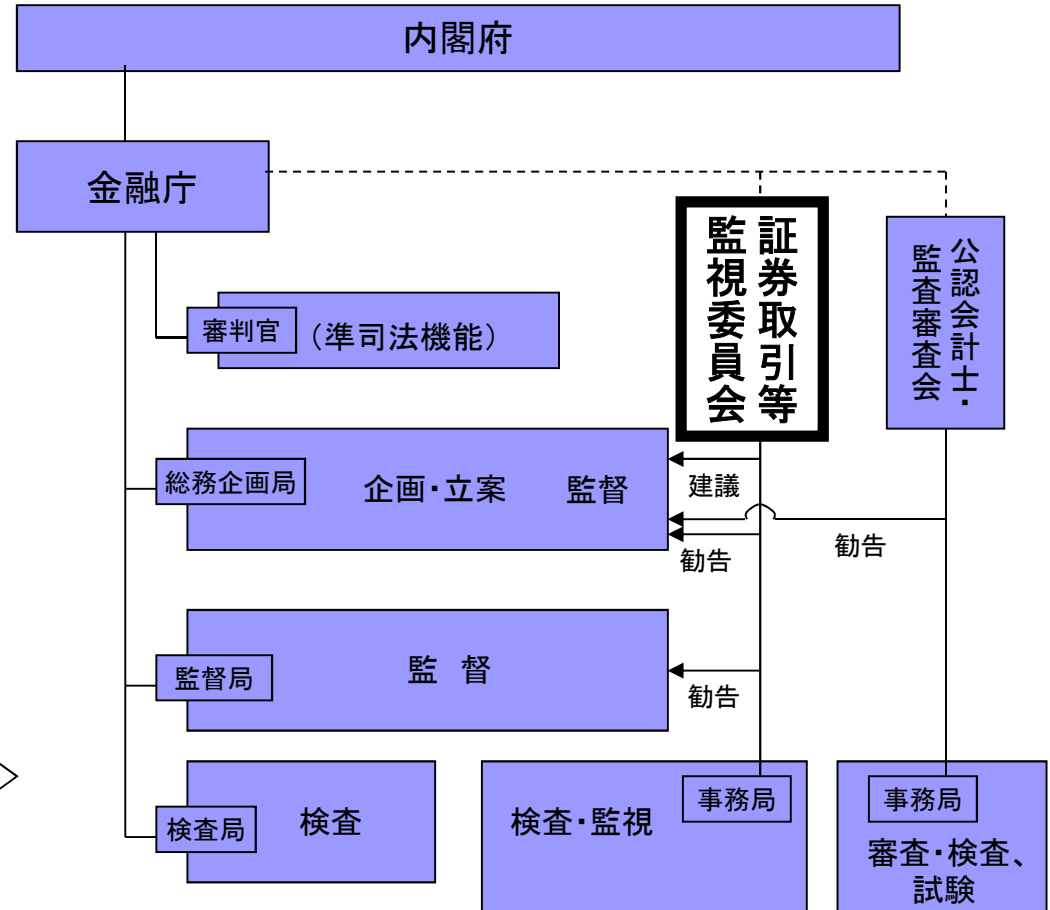 内閣府
金融庁
証券取引等
監視委員会
公認会計士・
監査審査会
審判官
（準司法機能）
総務企画局
企画・立案　監督
建議
勧告
勧告
監督局
監　督
勧告
検査局
検査
検査・監視
事務局
事務局
審査・検査、
試験